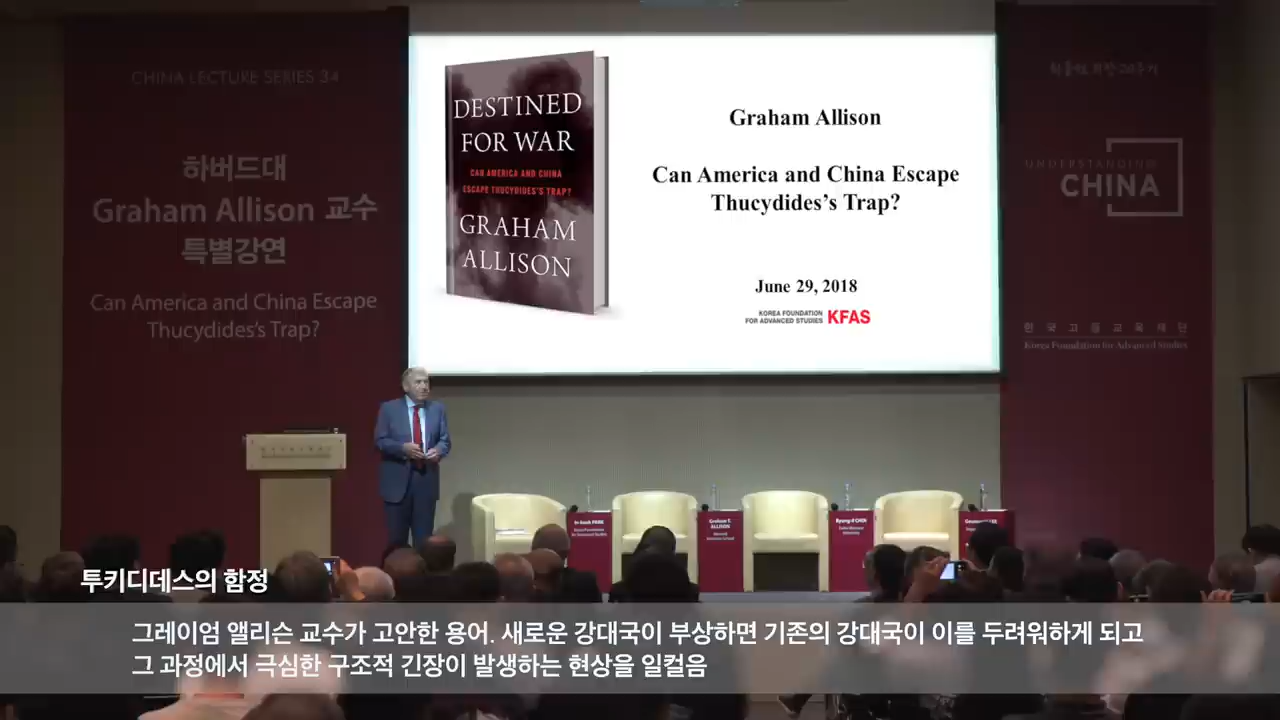 CHINA LECTURE SERIES 34
하버드대
Graham Allison 교수
특별강연
Can America and China Escape
Thucydides's Trap?
DESTINED
FOR WAR
CAN AMERICA AND CHINA
ESCAPE THUCYDIDES'S TRAP?
GRAHAM
ALLISON
Graham Allison
Can America and China Escape
Thucydides’s Trap?
June 29, 2018
KOREA FOUNDATION
FOR ADVANCED STUDIES
KFAS
UNDERSTANDING
CHINA
한국고등교육재단
Korea Foundation for Advanced Studies
In-kook PARK
Graham T.
ALLISON
투키디데스의 함정
그레이엄 앨리슨 교수가 고안한 용어. 새로운 강대국이 부상하면 기존의 강대국이 이를 두려워하게 되고
그 과정에서 극심한 구조적 긴장이 발생하는 현상을 일컬음